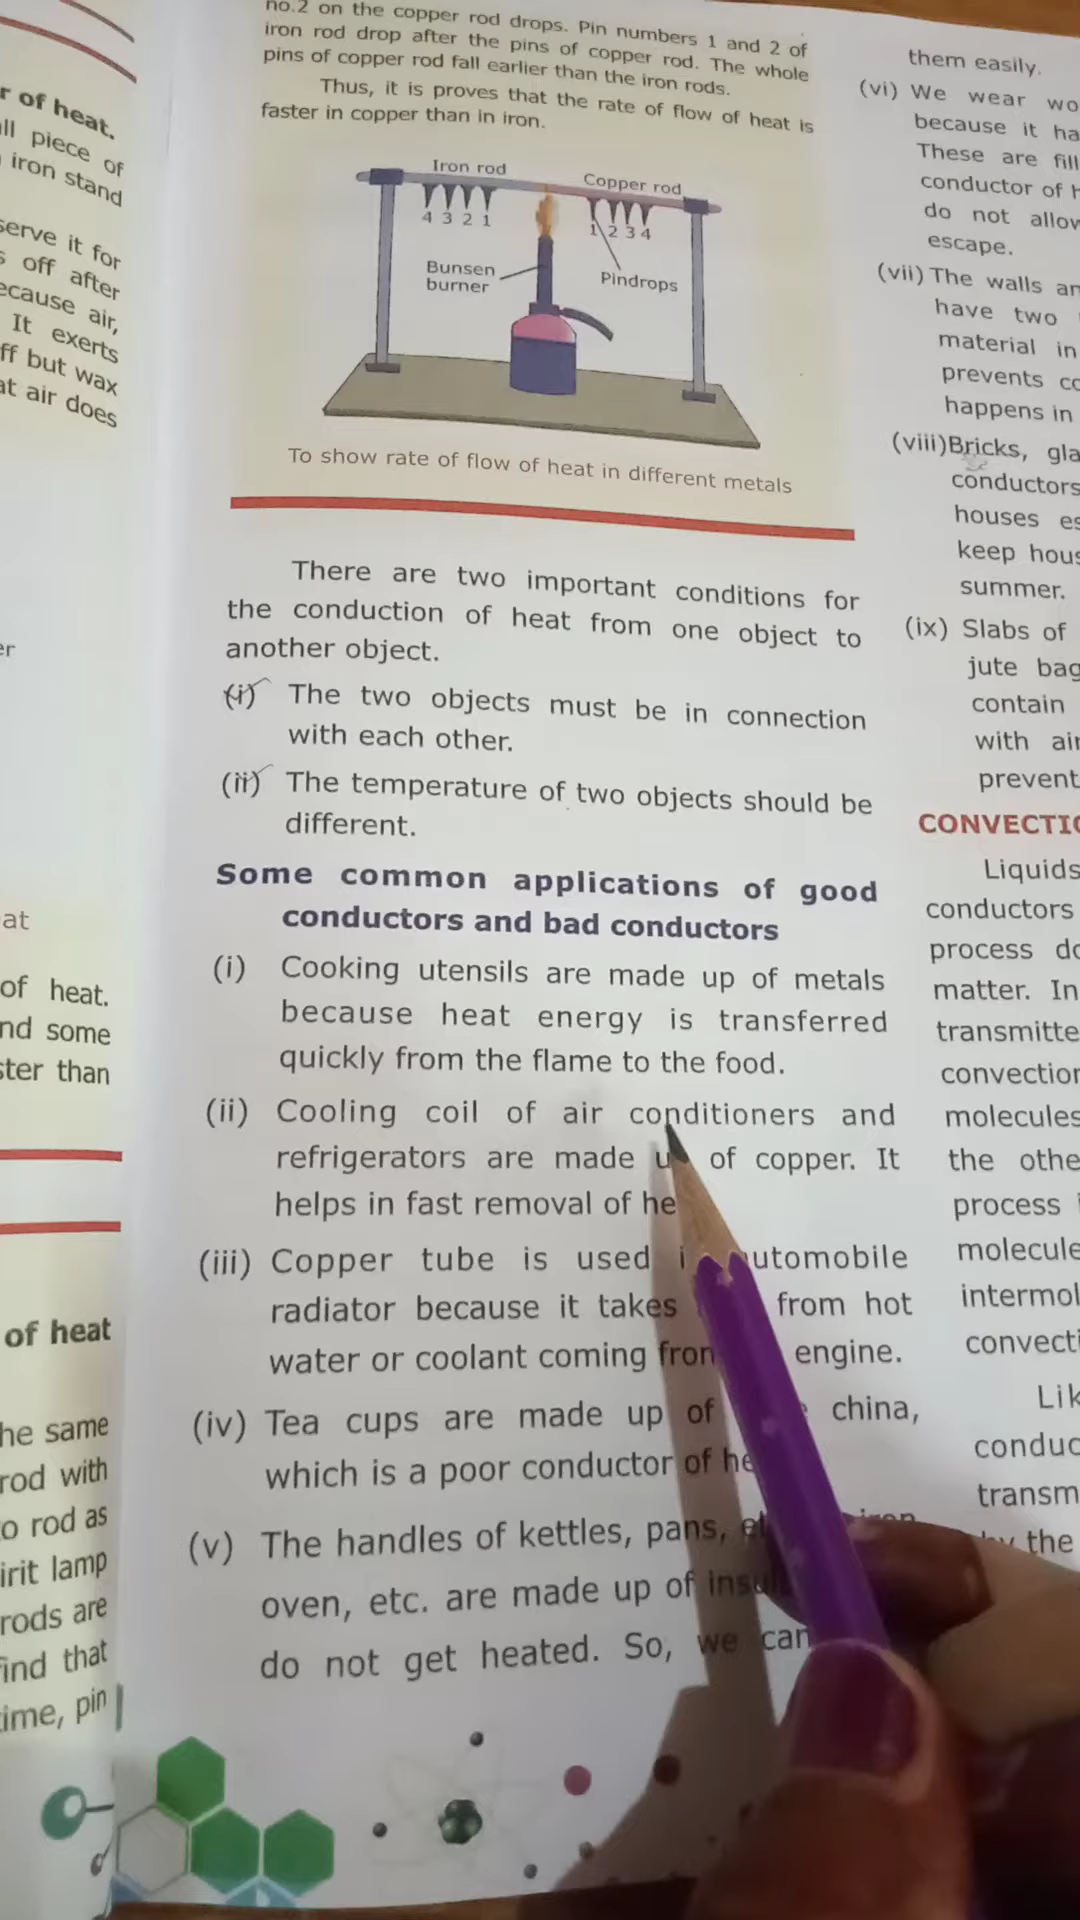 r of heat.
ll piece of
iron stand
serve it for
s off after
ecause air,
It exerts
ff but wax
at air does
er
at
of heat.
nd some
ster than
of heat
he same
rod with
o rod as
irit lamp
rods are
ind that
ime, pin
no.2 on the copper rod drops. Pin numbers 1 and 2 of
iron rod drop after the pins of copper rod. The whole
pins of copper rod fall earlier than the iron rods.
Thus, it is proves that the rate of flow of heat is
faster in copper than in iron.
Iron rod
Copper rod
4 3 2 1
1 2 3 4
Bunsen
burner
Pindrops
To show rate of flow of heat in different metals
There are two important conditions for
the conduction of heat from one object to
another object.
(i) The two objects must be in connection
with each other.
(ii) The temperature of two objects should be
different.
Some common applications of good
conductors and bad conductors
(i) Cooking utensils are made up of metals
because heat energy is transferred
quickly from the flame to the food.
(ii) Cooling coil of air conditioners and
refrigerators are made u of copper. It
helps in fast removal of he
(iii) Copper tube is used i utomobile
radiator because it takes from hot
water or coolant coming from engine.
(iv) Tea cups are made up of china,
which is a poor conductor of he
(v) The handles of kettles, pans, et iron
oven, etc. are made up of insul
do not get heated. So, we can
them easily.
(vi) We wear wo
because it ha
These are fill
conductor of h
do not allow
escape.
(vii) The walls an
have two
material in
prevents co
happens in
(viii) Bricks, gla
conductors
houses es
keep hous
summer.
(ix) Slabs of
jute bag
contain
with air
prevent
CONVECTIO
Liquids
conductors
process do
matter. In
transmitte
convection
molecules
the othe
process
molecule
intermol
convecti
Lik
conduc
transm
by the